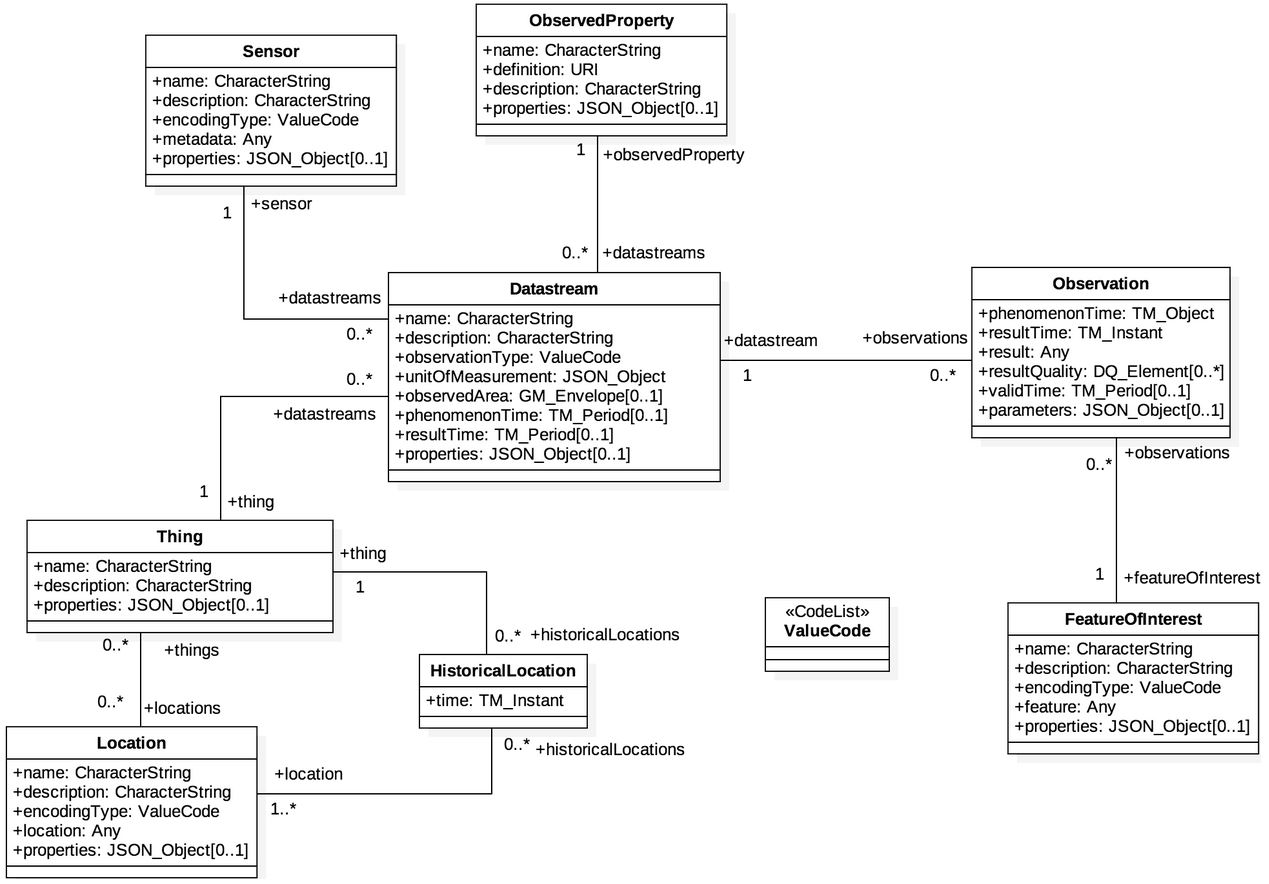 ObservedProperty
+name: CharacterString
+definition: URI
+description: CharacterString
+properties: JSON_Object[0..1]
Sensor
+name: CharacterString
+description: CharacterString
+encodingType: ValueCode
+metadata: Any
+properties: JSON_Object[0..1]
1
+observedProperty
1
+sensor
0..*
+datastreams
+datastreams
0..*
Datastream
+name: CharacterString
+description: CharacterString
+observationType: ValueCode
+unitOfMeasurement: JSON_Object
+observedArea: GM_Envelope[0..1]
+phenomenonTime: TM_Period[0..1]
+resultTime: TM_Period[0..1]
+properties: JSON_Object[0..1]
+datastream
1
+observations
0..*
Observation
+phenomenonTime: TM_Object
+resultTime: TM_Instant
+result: Any
+resultQuality: DQ_Element[0..*]
+validTime: TM_Period[0..1]
+parameters: JSON_Object[0..1]
0..*
+datastreams
1
+thing
0..*
+observations
1
+featureOfInterest
Thing
+name: CharacterString
+description: CharacterString
+properties: JSON_Object[0..1]
+thing
1
0..*
+historicalLocations
0..*
+things
0..*
+locations
HistoricalLocation
+time: TM_Instant
0..*
+historicalLocations
«CodeList»
ValueCode
FeatureOfInterest
+name: CharacterString
+description: CharacterString
+encodingType: ValueCode
+feature: Any
+properties: JSON_Object[0..1]
Location
+name: CharacterString
+description: CharacterString
+encodingType: ValueCode
+location: Any
+properties: JSON_Object[0..1]
+location
1..*